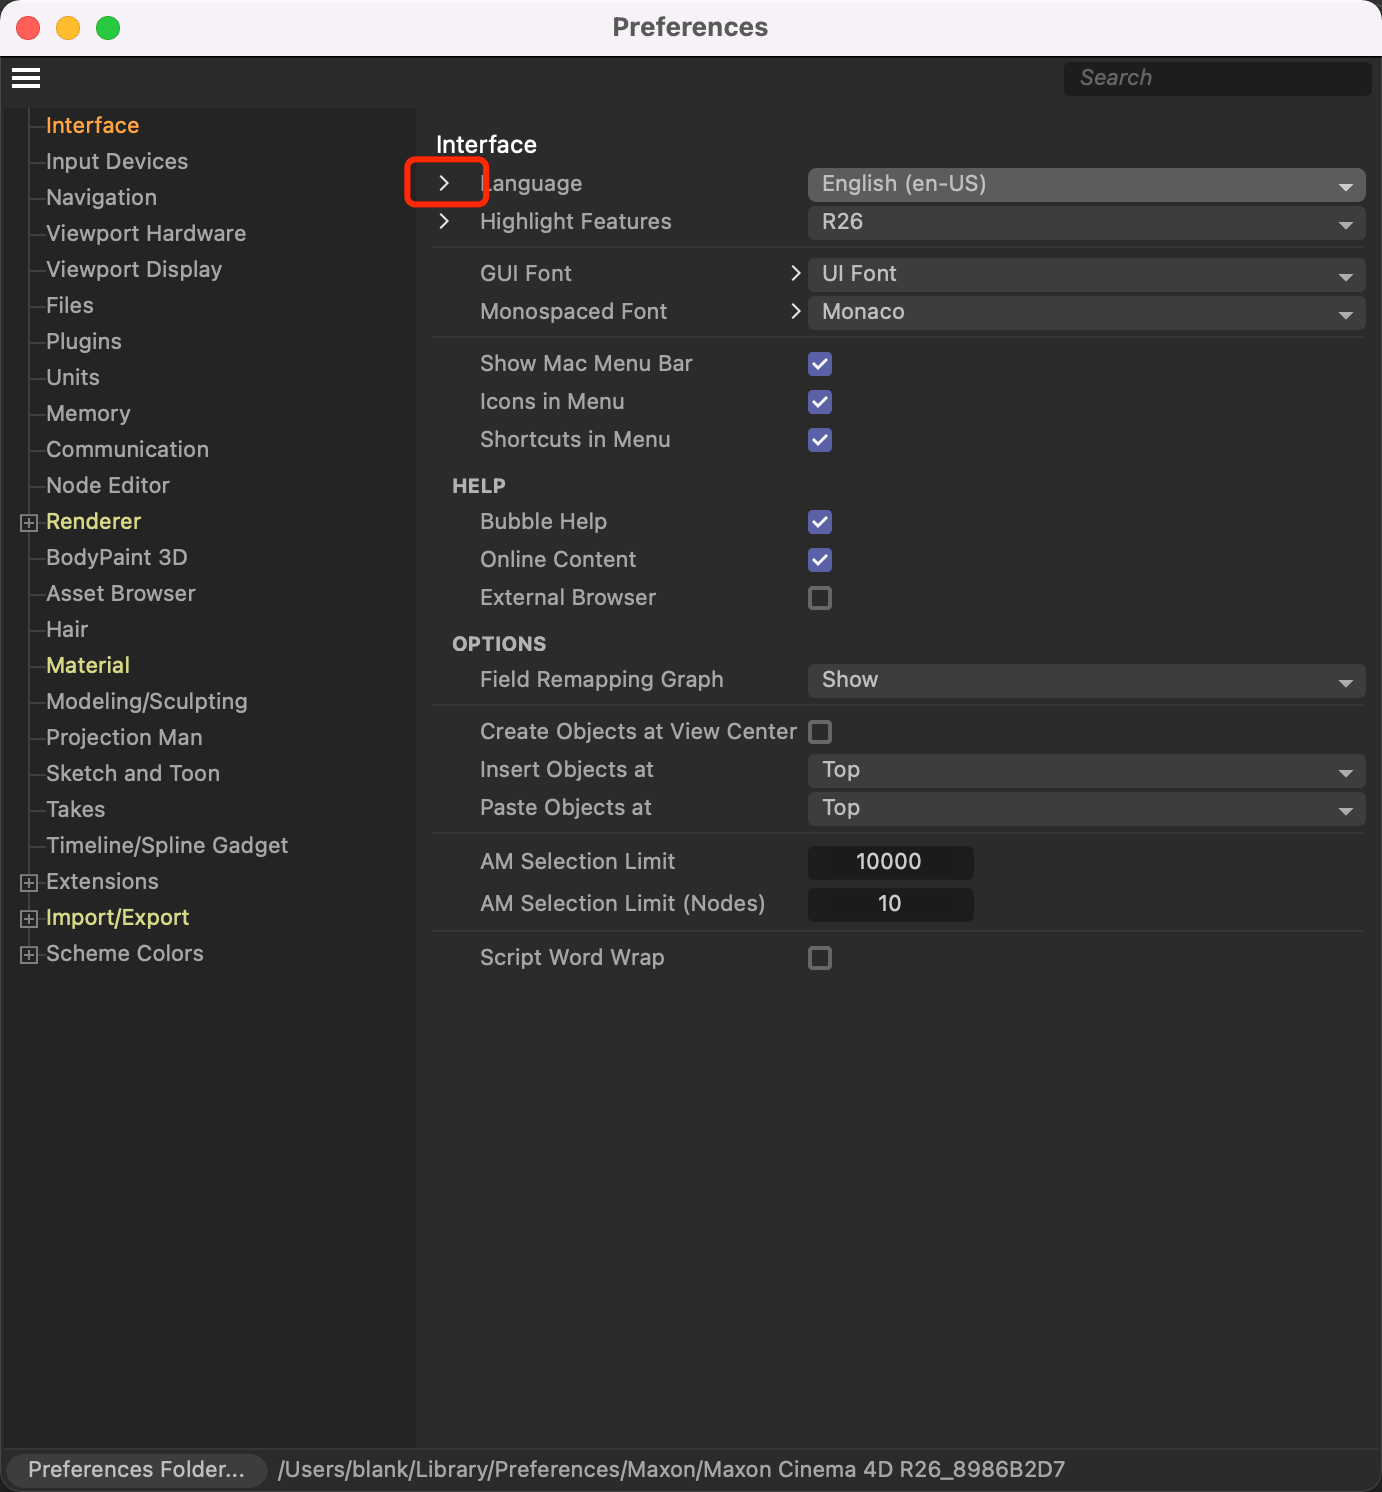 Preferences
Search
Interface
Input Devices
Navigation
Viewport Hardware
Viewport Display
Files
Plugins
Units
Memory
Communication
Node Editor
Renderer
BodyPaint 3D
Asset Browser
Hair
Material
Modeling/Sculpting
Projection Man
Sketch and Toon
Takes
Timeline/Spline Gadget
Extensions
Import/Export
Scheme Colors
Interface
Language English (en-US)
Highlight Features R26
GUI Font UI Font
Monospaced Font Monaco
Show Mac Menu Bar
Icons in Menu
Shortcuts in Menu
HELP
Bubble Help
Online Content
External Browser
OPTIONS
Field Remapping Graph Show
Create Objects at View Center
Insert Objects at Top
Paste Objects at Top
AM Selection Limit 10000
AM Selection Limit (Nodes) 10
Script Word Wrap
Preferences Folder... /Users/blank/Library/Preferences/Maxon/Maxon Cinema 4D R26_8986B2D7